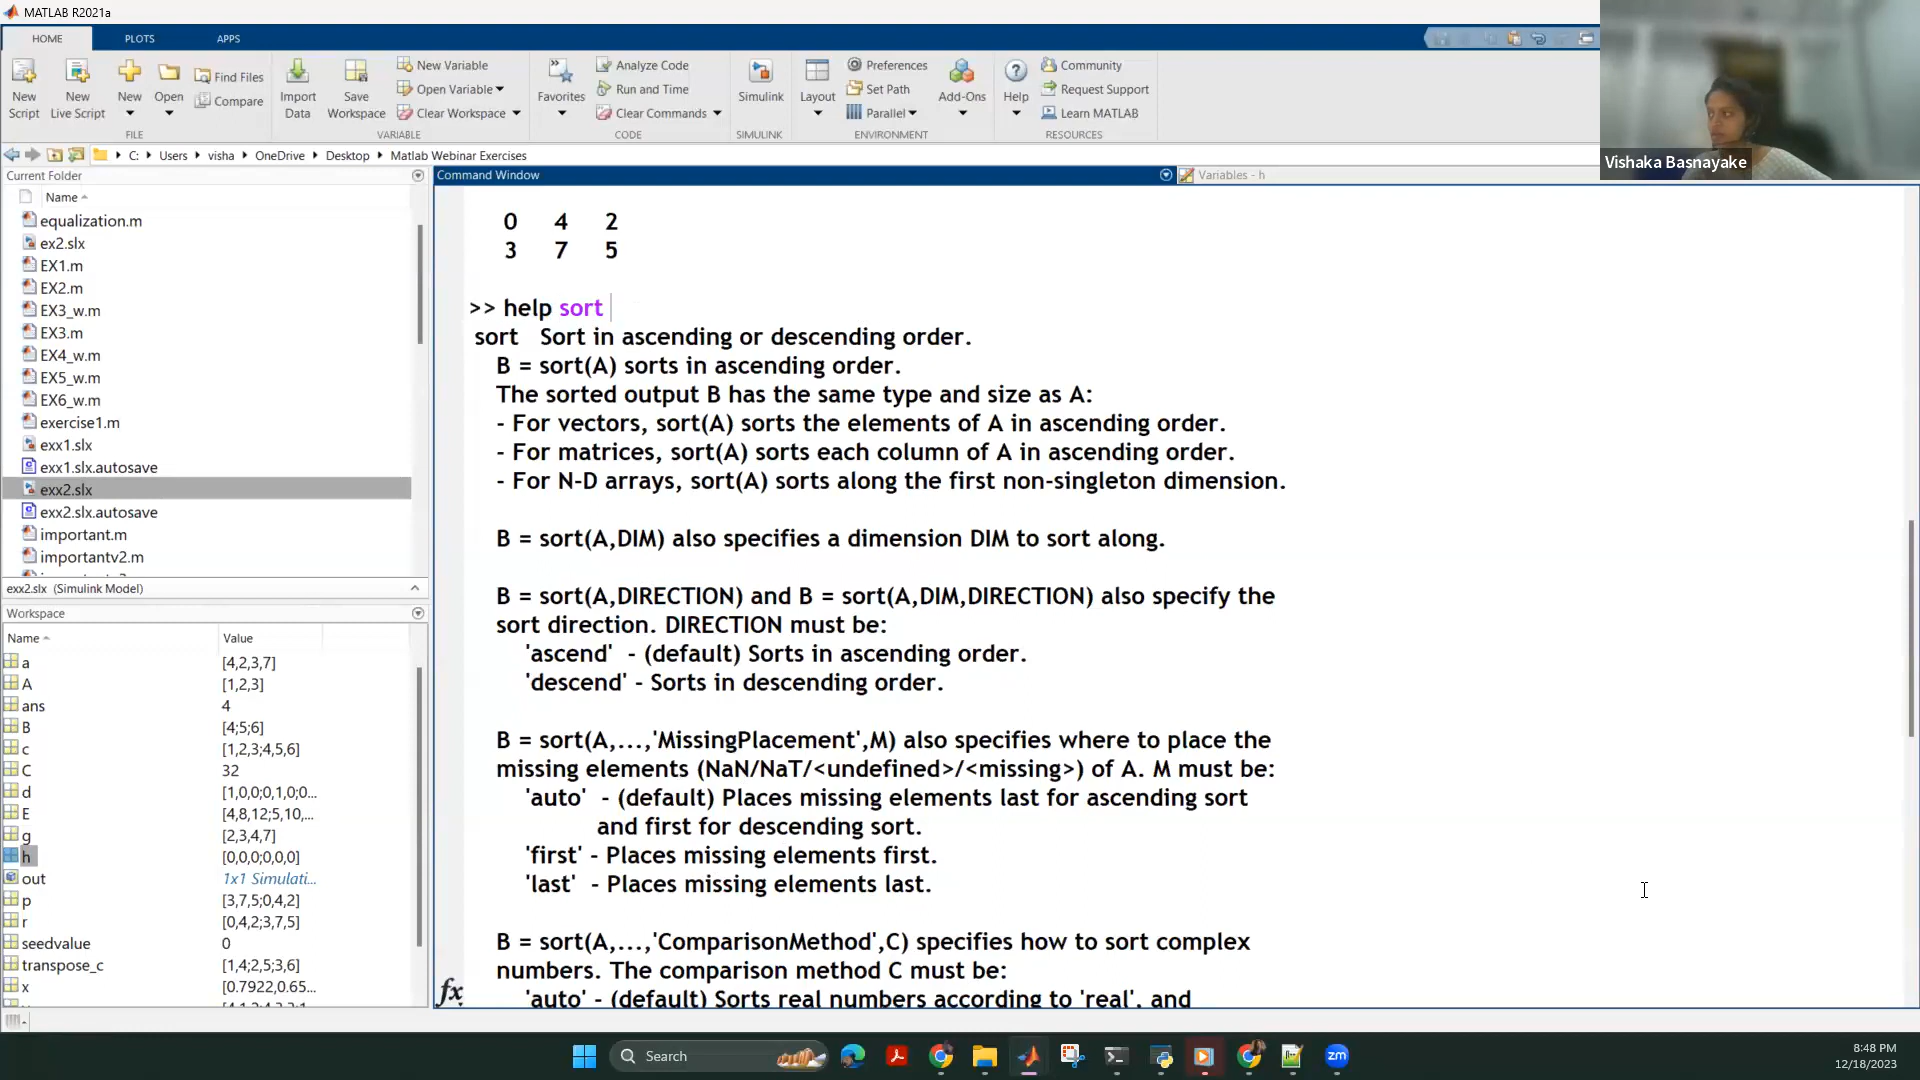 MATLAB R2021a
HOME PLOTS APPS
New Script
New Live Script
New
Open
Find Files
Compare
Import Data
Save Workspace
New Variable
Open Variable
Clear Workspace
Favorites
Analyze Code
Run and Time
Clear Commands
Simulink
Layout
Preferences
Set Path
Parallel
Add-Ons
Help
Community
Request Support
Learn MATLAB
FILE VARIABLE CODE SIMULINK ENVIRONMENT RESOURCES
Vishaka Basnayake
C: Users visha OneDrive Desktop Matlab Webinar Exercises
Current Folder
Name
equalization.m
ex2.slx
EX1.m
EX2.m
EX3_w.m
EX3.m
EX4_w.m
EX5_w.m
EX6_w.m
exercise1.m
exx1.slx
exx1.slx.autosave
exx2.slx
exx2.slx.autosave
important.m
importantv2.m
exx2.slx (Simulink Model)
Workspace
Name Value
a [4,2,3,7]
A [1,2,3]
ans 4
B [4;5;6]
c [1,2,3;4,5,6]
C 32
d [1,0,0;0,1,0;0...
E [4,8,12;5,10,...
g [2,3,4,7]
h [0,0,0;0,0,0]
out 1x1 Simulati...
p [3,7,5;0,4,2]
r [0,4,2;3,7,5]
seedvalue 0
transpose_c [1,4;2,5;3,6]
x [0.7922,0.65...
Command Window
Variables - h
0 4 2
3 7 5
>> help sort
sort Sort in ascending or descending order.
B = sort(A) sorts in ascending order.
The sorted output B has the same type and size as A:
- For vectors, sort(A) sorts the elements of A in ascending order.
- For matrices, sort(A) sorts each column of A in ascending order.
- For N-D arrays, sort(A) sorts along the first non-singleton dimension.
B = sort(A,DIM) also specifies a dimension DIM to sort along.
B = sort(A,DIRECTION) and B = sort(A,DIM,DIRECTION) also specify the
sort direction. DIRECTION must be:
'ascend' - (default) Sorts in ascending order.
'descend' - Sorts in descending order.
B = sort(A,...,'MissingPlacement',M) also specifies where to place the
missing elements (NaN/NaT/<undefined>/<missing>) of A. M must be:
'auto' - (default) Places missing elements last for ascending sort
and first for descending sort.
'first' - Places missing elements first.
'last' - Places missing elements last.
B = sort(A,...,'ComparisonMethod',C) specifies how to sort complex
numbers. The comparison method C must be:
'auto' - (default) Sorts real numbers according to 'real', and
fx
Search
zm
8:48 PM
12/18/2023